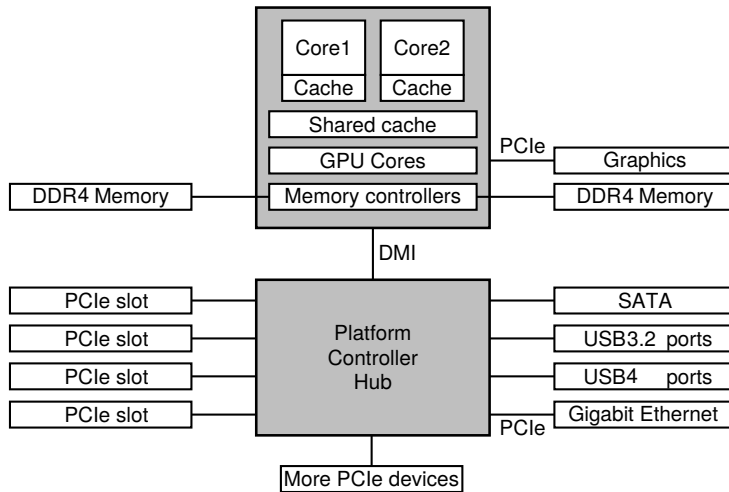 Core1
Core2
Cache
Cache
Shared cache
GPU Cores
PCIe
Graphics
DDR4 Memory
Memory controllers
DDR4 Memory
DMI
PCIe slot
SATA
PCIe slot
USB3.2 ports
PCIe slot
USB4 ports
PCIe slot
Gigabit Ethernet
Platform
Controller
Hub
PCIe
More PCIe devices